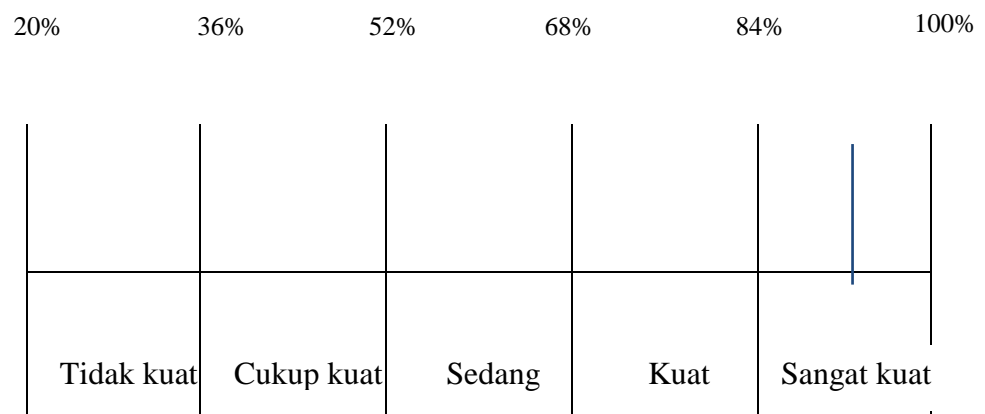 20% 36% 52% 68% 84% 100%
Tidak kuat Cukup kuat Sedang Kuat Sangat kuat